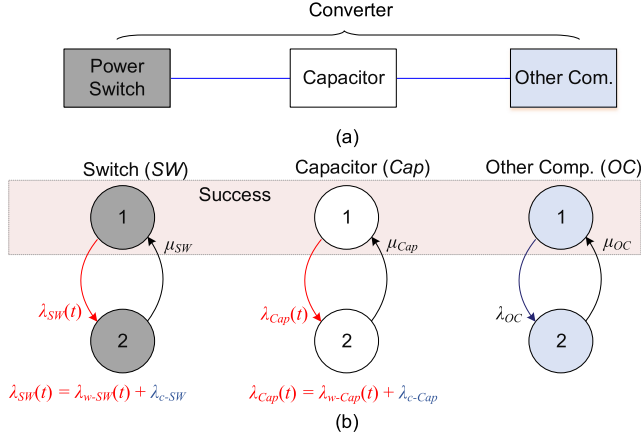 Converter
Power Switch
Capacitor
Other Com.
(a)
Switch (SW)
Capacitor (Cap)
Other Comp. (OC)
Success
1
1
1
μSW
μCap
μOC
λSW(t)
λCap(t)
λOC
2
2
2
λSW(t) = λw-SW(t) + λc-SW
λCap(t) = λw-Cap(t) + λc-Cap
(b)